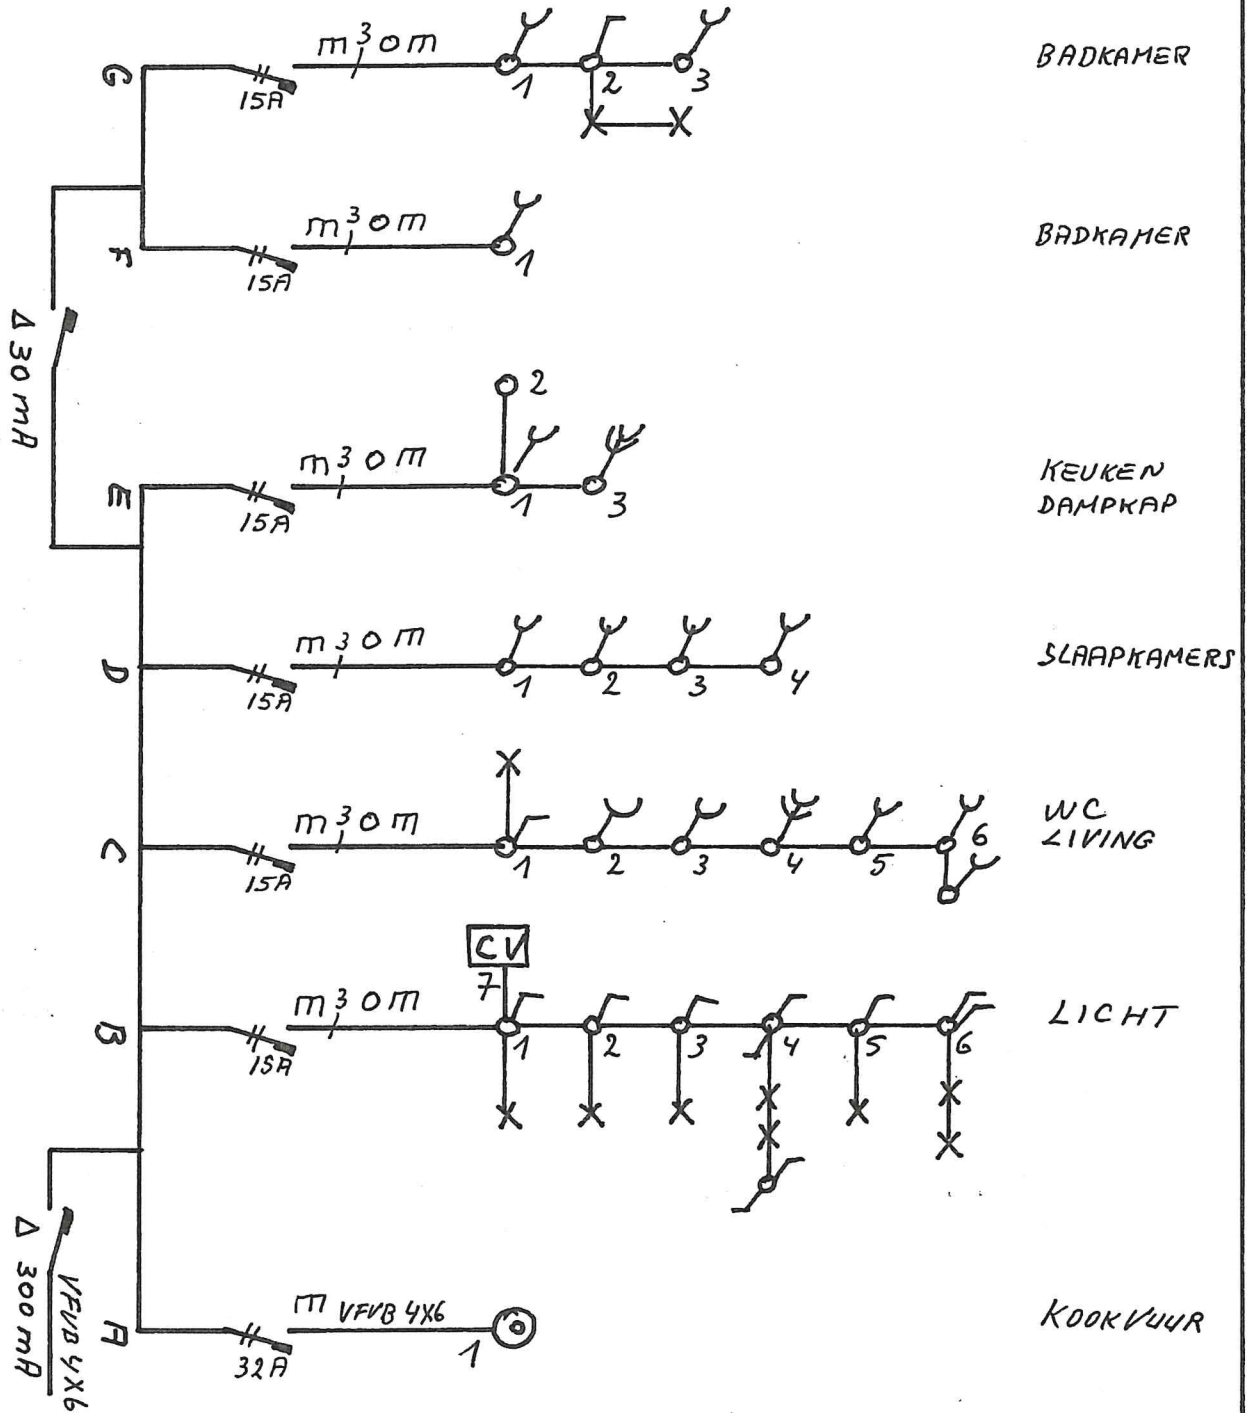 m 3 o m
BADKAMER
G
15A
1
2
3
m 3 o m
BADKAMER
F
15A
1
Δ 30 mA
2
m 3 o m
KEUKEN
DAMPKAP
E
15A
1
3
m 3 o m
SLAAPKAMERS
D
15A
1
2
3
4
m 3 o m
WC
LIVING
C
15A
1
2
3
4
5
6
CV
7
m 3 o m
LICHT
B
15A
1
2
3
4
5
6
Δ 300 mA
VFVB 4X6
m VFVB 4X6
KOOKVUUR
A
32A
1